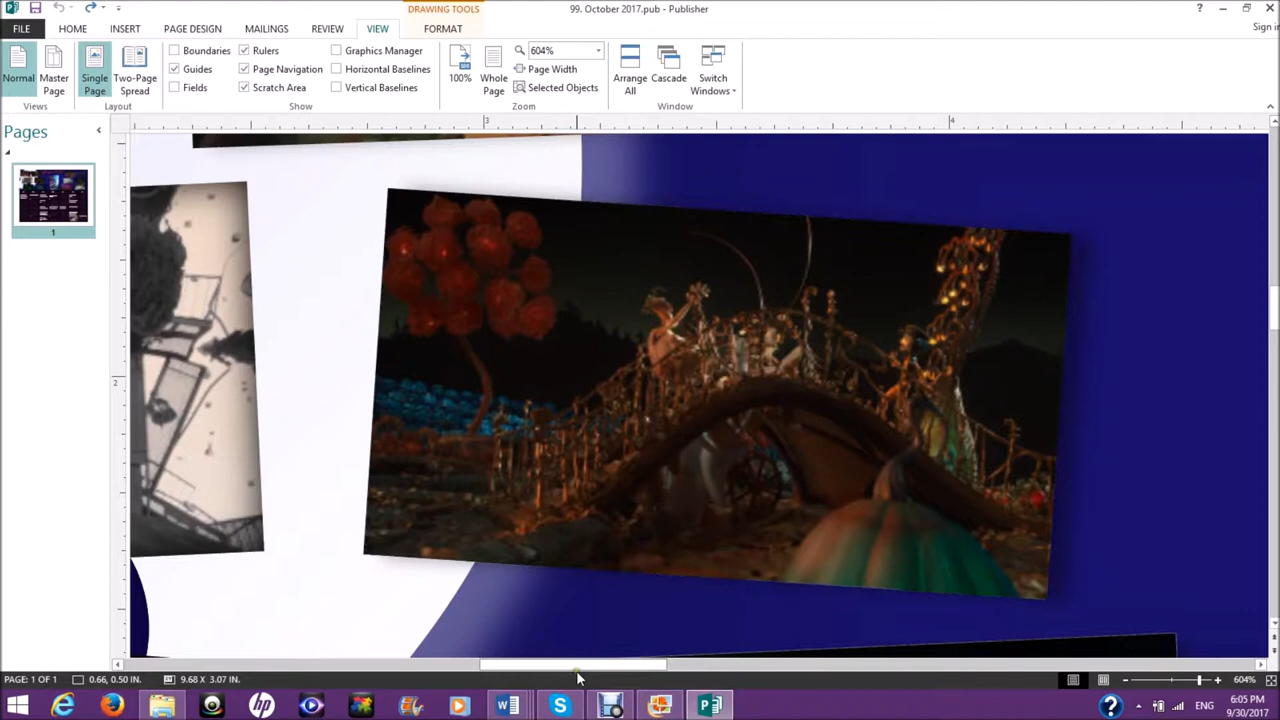 DRAWING TOOLS
99. October 2017.pub - Publisher
Sign in
FILE HOME INSERT PAGE DESIGN MAILINGS REVIEW VIEW FORMAT
Normal
Master Page
Views
Single Page
Two-Page Spread
Layout
Boundaries Rulers Graphics Manager
Guides Page Navigation Horizontal Baselines
Fields Scratch Area Vertical Baselines
Show
100%
Whole Page
604%
Page Width
Selected Objects
Zoom
Arrange All
Cascade
Switch Windows
Window
Pages
1
3 4
2
PAGE: 1 OF 1 0.66, 0.50 IN. 9.68 x 3.07 IN. 604%
ENG
6:05 PM
9/30/2017